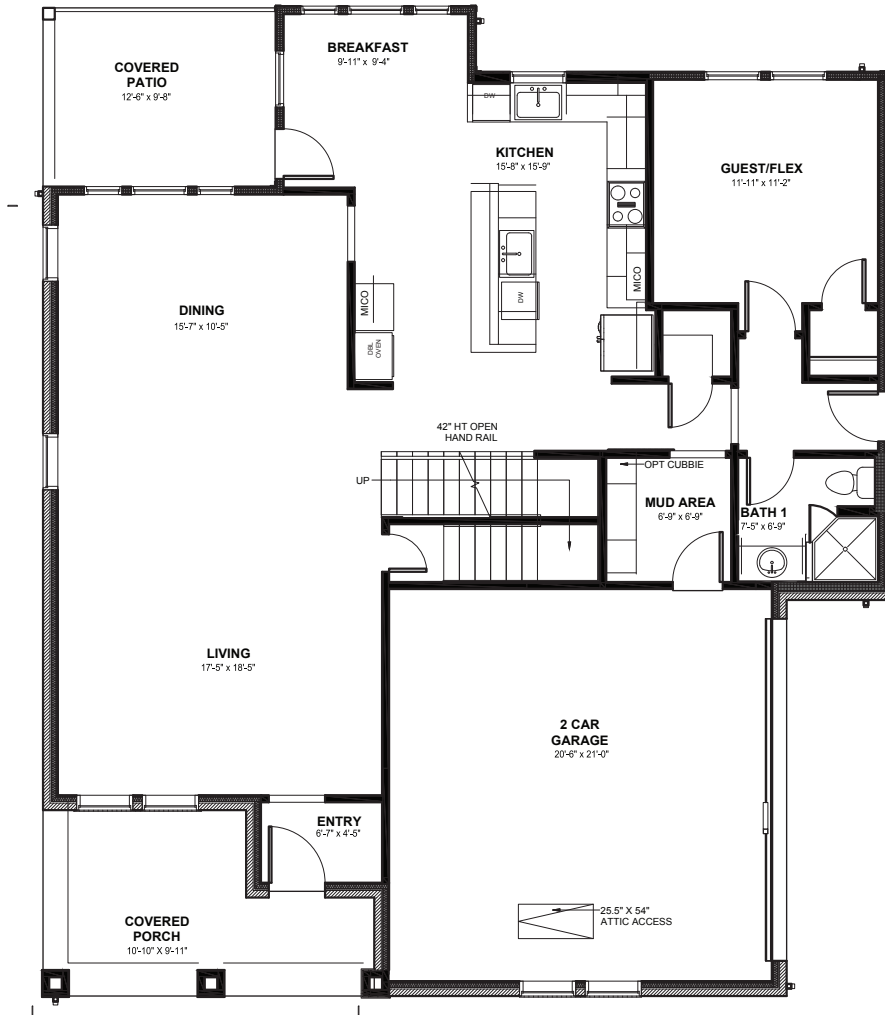 BREAKFAST
9'-11" x 9'-4"
COVERED
PATIO
12'-6" x 9'-8"
DW
KITCHEN
15'-8" x 15'-9"
GUEST/FLEX
11'-11" x 11'-2"
MICO
DINING
15'-7" x 10'-5"
MICO
DW
DBL
OVEN
42" HT OPEN
HAND RAIL
OPT CUBBIE
UP
MUD AREA
6'-9" x 6'-9"
BATH 1
7'-5" x 6'-9"
LIVING
17'-5" x 18'-5"
2 CAR
GARAGE
20'-6" x 21'-0"
ENTRY
6'-7" x 4'-5"
25.5" X 54"
ATTIC ACCESS
COVERED
PORCH
10'-10" X 9'-11"